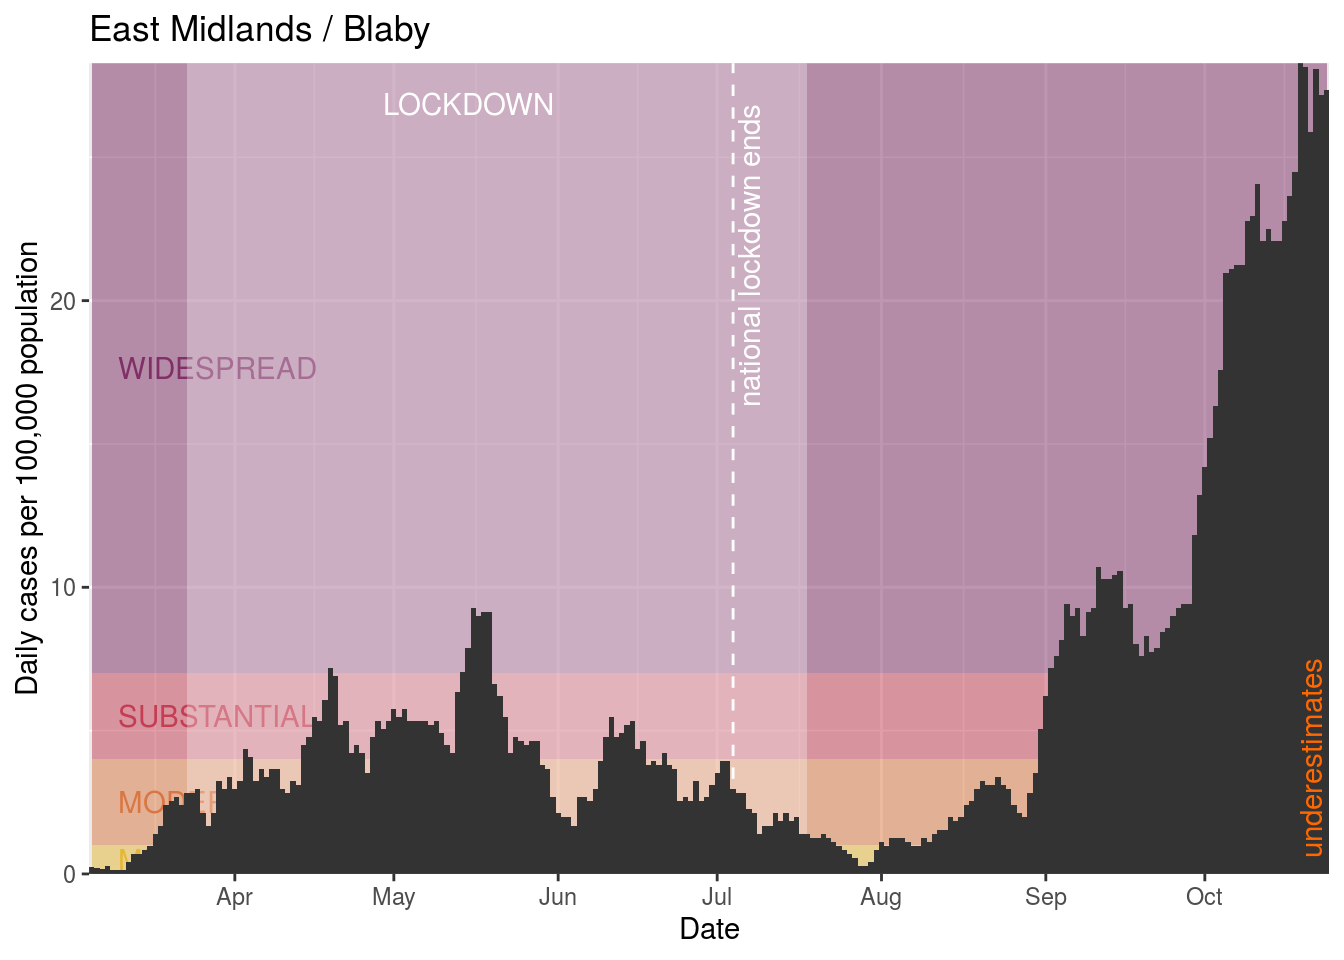 East Midlands / Blaby
LOCKDOWN
national lockdown ends
WIDESPREAD
SUBSTANTIAL
underestimates
Daily cases per 100,000 population
20
10
0
Apr
May
Jun
Jul
Aug
Sep
Oct
Date